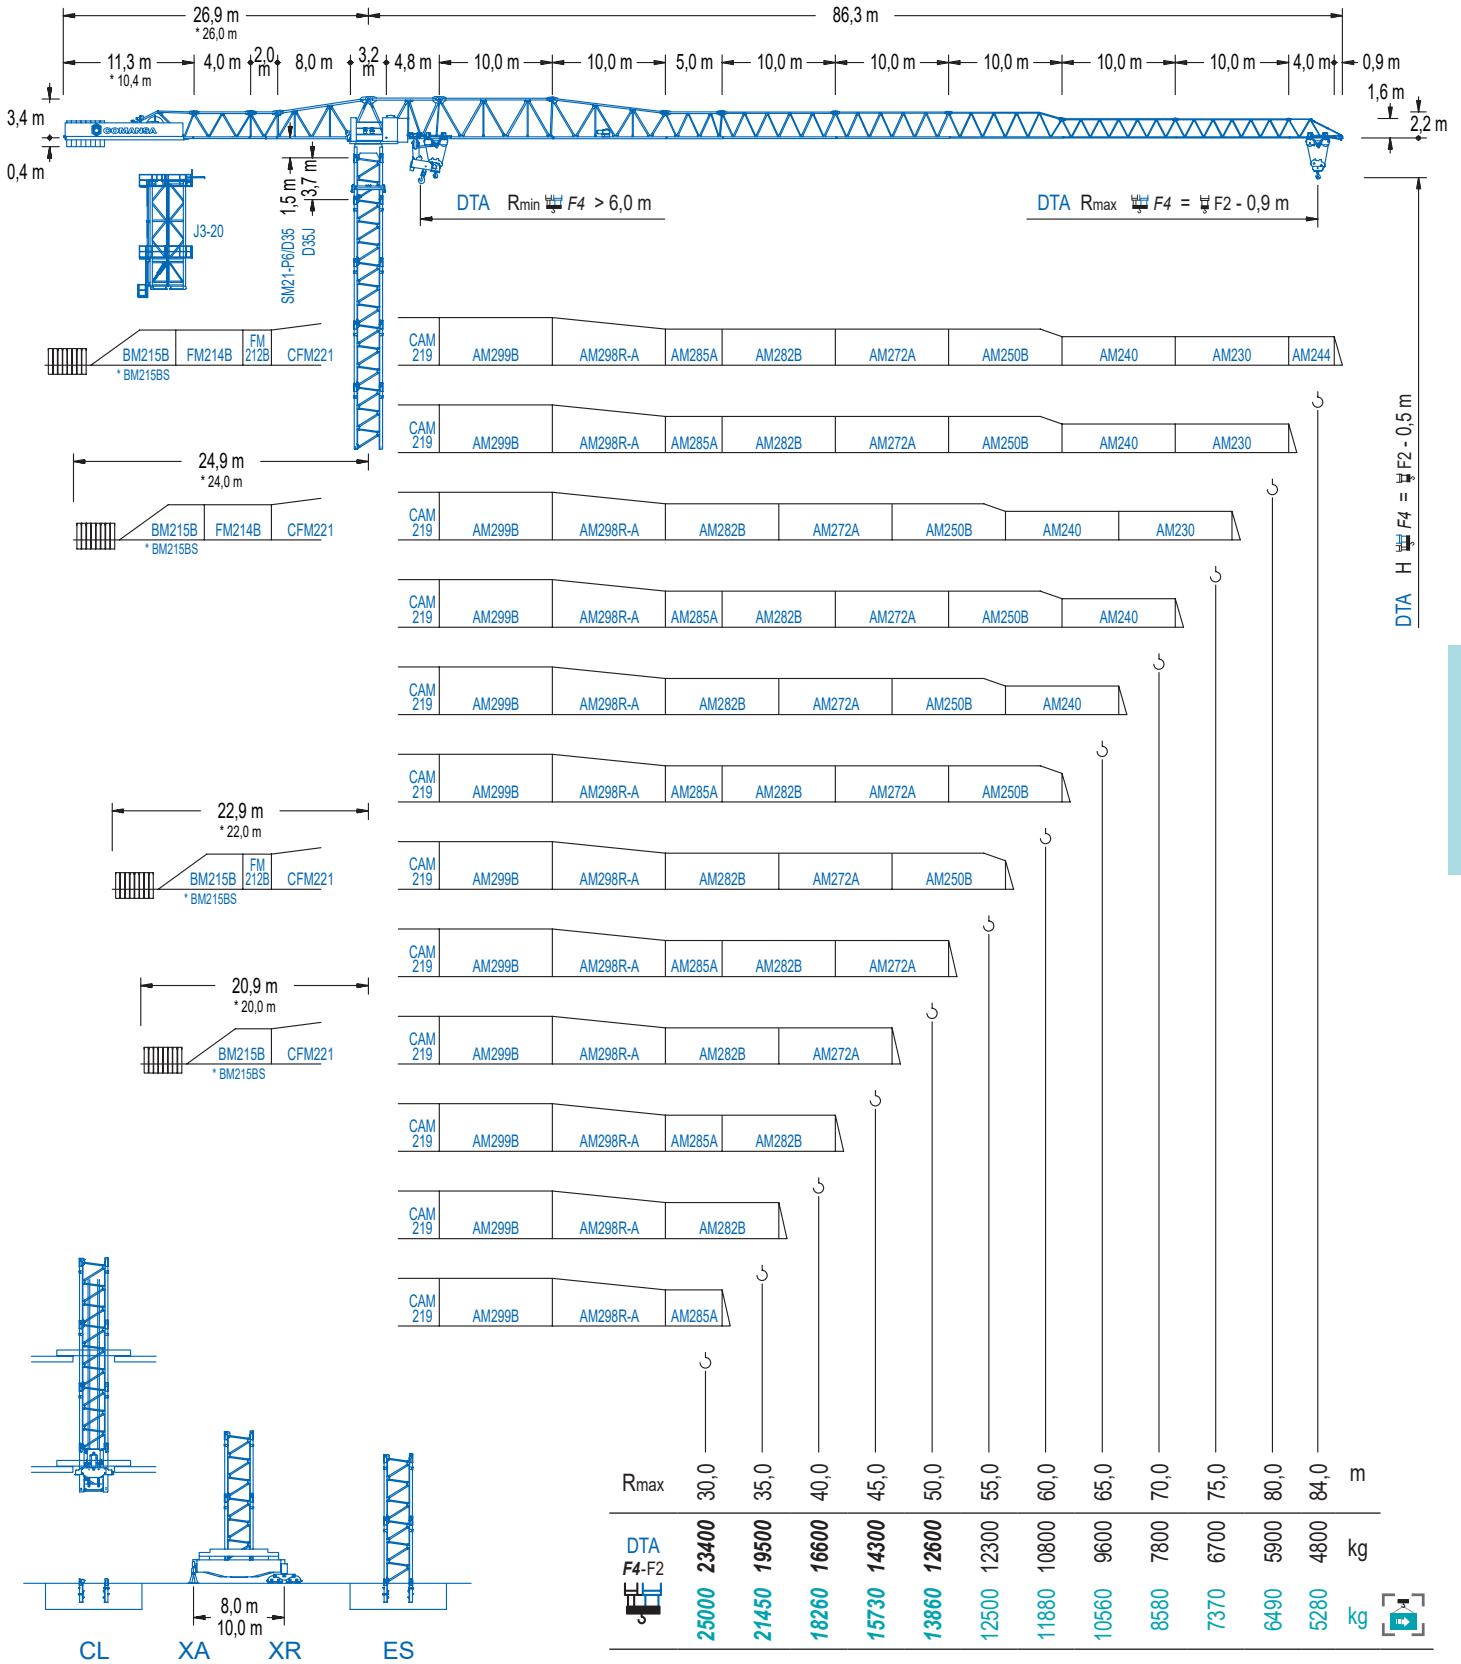 26,9 m
* 26,0 m
86,3 m
11,3 m
* 10,4 m
4,0 m
2,0
m
8,0 m
3,2
m
4,8 m
10,0 m
10,0 m
5,0 m
10,0 m
10,0 m
10,0 m
10,0 m
10,0 m
4,0 m
0,9 m
3,4 m
0,4 m
COMANSA
1,6 m
2,2 m
J3-20
SM21-P6/D35
1,5 m
D35J
3,7 m
DTA Rmin F4 > 6,0 m
DTA Rmax F4 = F2 - 0,9 m
DTA H F4 = F2 - 0,5 m
BM215B FM214B FM 212B CFM221
* BM215BS
CAM 219 AM299B AM298R-A AM285A AM282B AM272A AM250B AM240 AM230 AM244
CAM 219 AM299B AM298R-A AM285A AM282B AM272A AM250B AM240 AM230
24,9 m
* 24,0 m
BM215B FM214B CFM221
* BM215BS
CAM 219 AM299B AM298R-A AM282B AM272A AM250B AM240 AM230
CAM 219 AM299B AM298R-A AM285A AM282B AM272A AM250B AM240
CAM 219 AM299B AM298R-A AM282B AM272A AM250B AM240
CAM 219 AM299B AM298R-A AM285A AM282B AM272A AM250B
22,9 m
* 22,0 m
BM215B FM 212B CFM221
* BM215BS
CAM 219 AM299B AM298R-A AM282B AM272A AM250B
CAM 219 AM299B AM298R-A AM285A AM282B AM272A
20,9 m
* 20,0 m
BM215B CFM221
* BM215BS
CAM 219 AM299B AM298R-A AM282B AM272A
CAM 219 AM299B AM298R-A AM285A AM282B
CAM 219 AM299B AM298R-A AM282B
CAM 219 AM299B AM298R-A AM285A
Rmax 30,0 35,0 40,0 45,0 50,0 55,0 60,0 65,0 70,0 75,0 80,0 84,0 m
DTA
F4-F2
23400 19500 16600 14300 12600 12300 10800 9600 7800 6700 5900 4800 kg
25000 21450 18260 15730 13860 12500 11880 10560 8580 7370 6490 5280 kg
8,0 m
10,0 m
CL XA XR ES